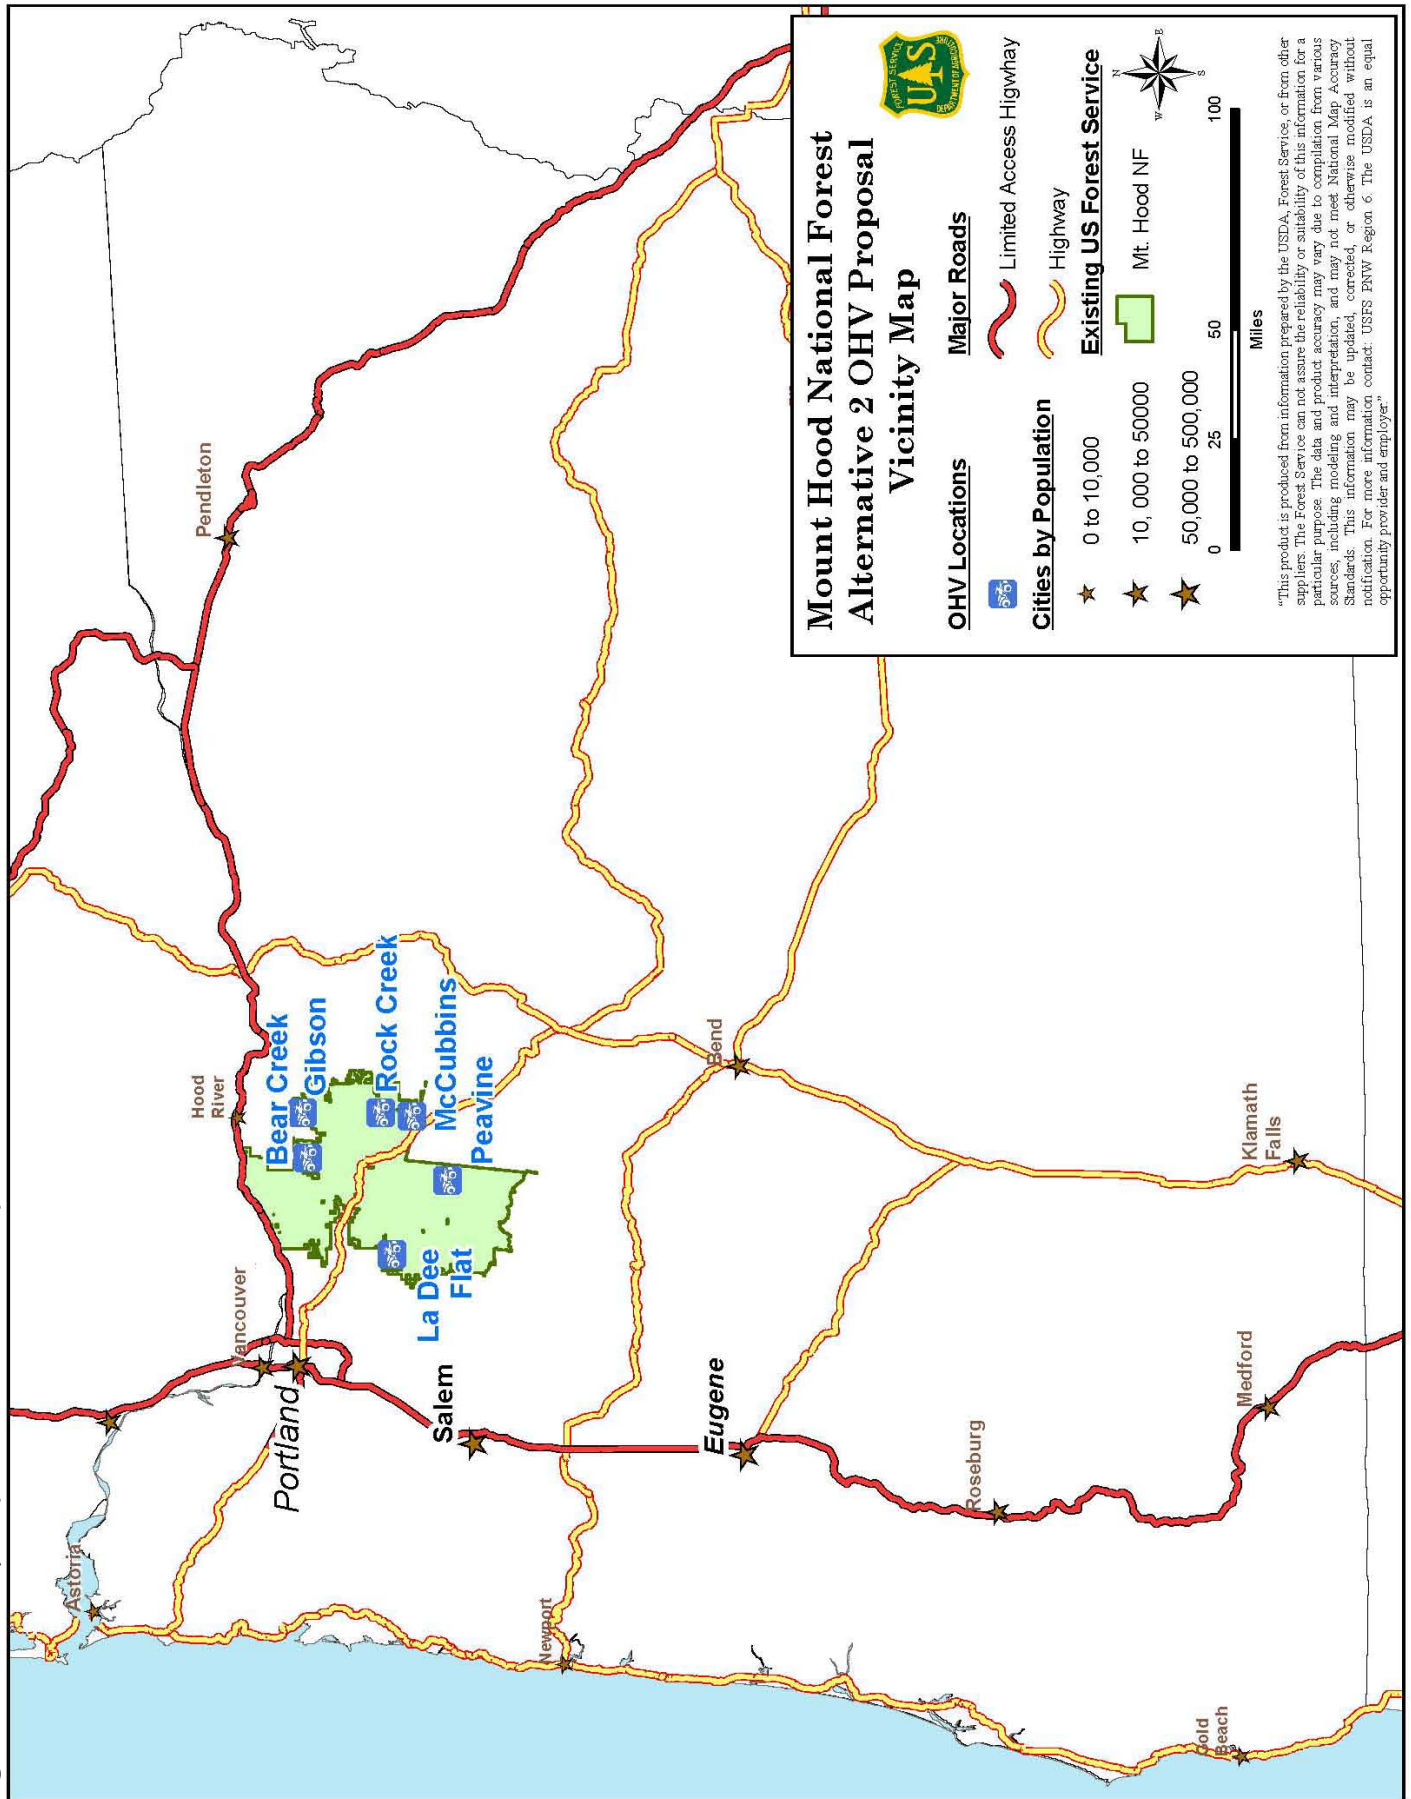 Mount Hood National Forest
Alternative 2 OHV Proposal
Vicinity Map
FOREST SERVICE
U S
DEPARTMENT OF AGRICULTURE
OHV Locations
Cities by Population
0 to 10,000
10, 000 to 50000
50,000 to 500,000
Major Roads
Limited Access Higwhay
Highway
Existing US Forest Service
Mt. Hood NF
N
W
E
S
0
25
50
100
Miles
"This product is produced from information prepared by the USDA, Forest Service, or from other
suppliers. The Forest Service can not assure the reliability or suitability of this information for a
particular purpose. The data and product accuracy may vary due to compilation from various
sources, including modeling and interpretation, and may not meet National Map Accuracy
Standards. This information may be updated, corrected, or otherwise modified without
notification. For more information contact: USFS PNW Region 6. The USDA is an equal
opportunity provider and employer."
Astoria
Vancouver
Portland
Hood
River
Pendleton
Bear Creek
Gibson
Rock Creek
McCubbins
Peavine
La Dee
Flat
Salem
Newport
Eugene
Bend
Roseburg
Medford
Klamath
Falls
Gold
Beach